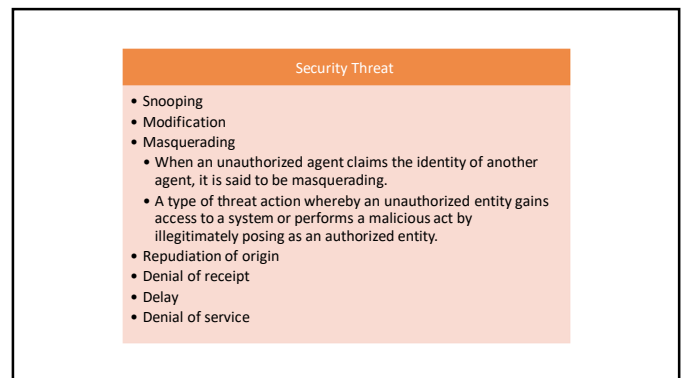 Security Threat
• Snooping
• Modification
• Masquerading
• When an unauthorized agent claims the identity of another
agent, it is said to be masquerading.
• A type of threat action whereby an unauthorized entity gains
access to a system or performs a malicious act by
illegitimately posing as an authorized entity.
• Repudiation of origin
• Denial of receipt
• Delay
• Denial of service